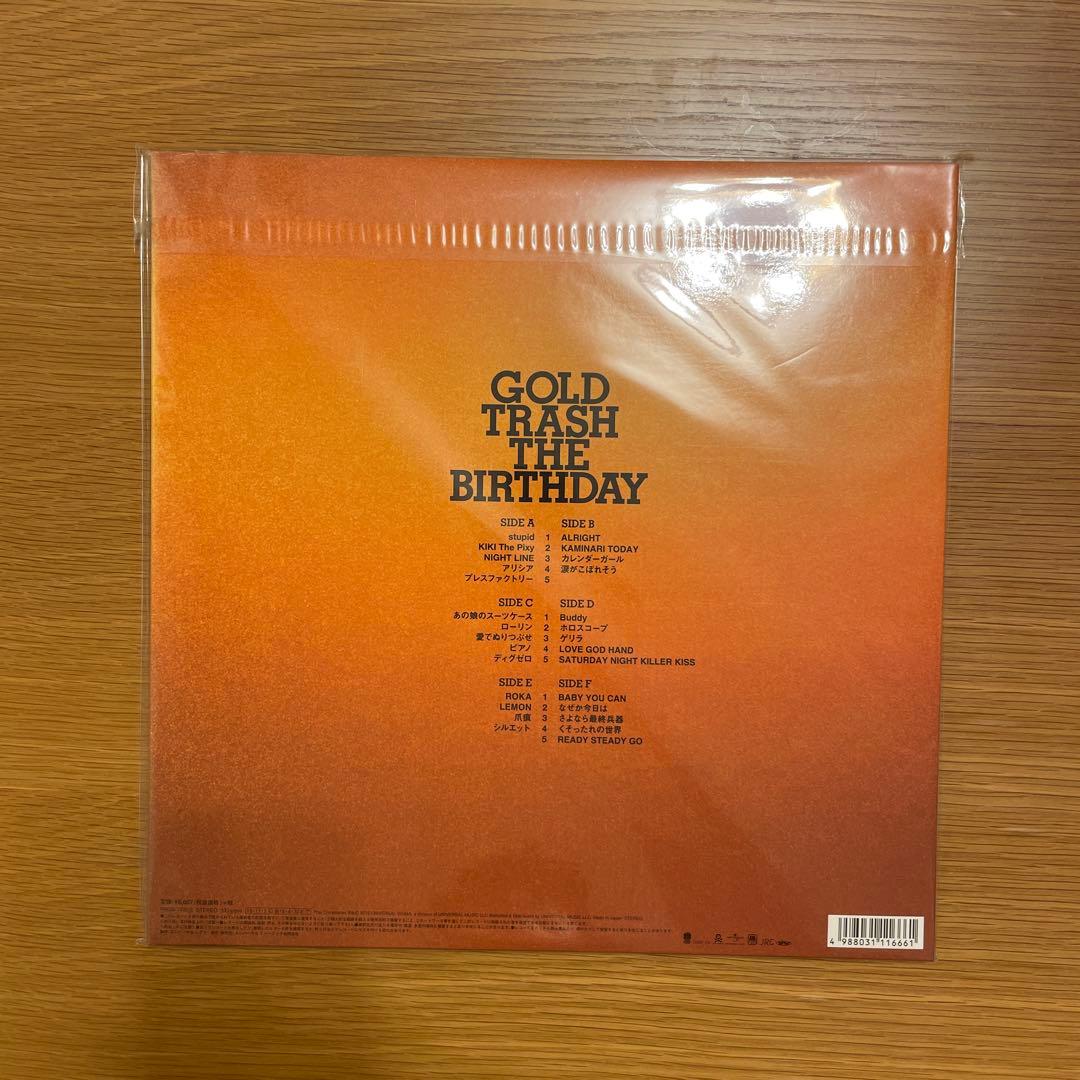 GOLD
TRASH
THE
BIRTHDAY
SIDE A
stupid 1
KIKI The Pixy 2
NIGHT LINE 3
アリシア 4
プレスファクトリー 5
SIDE B
ALRIGHT
KAMINARI TODAY
カレンダーガール
涙がこぼれそう
SIDE C
あの娘のスーツケース 1
ローリン 2
愛でぬりつぶせ 3
ピアノ 4
ディグゼロ 5
SIDE D
Buddy
ホロスコープ
ゲリラ
LOVE GOD HAND
SATURDAY NIGHT KILLER KISS
SIDE E
ROKA 1
LEMON 2
爪痕 3
シルエット 4
5
SIDE F
BABY YOU CAN
なぜか今日は
さよなら最終兵器
くそったれの世界
READY STEADY GO
JRC
4 988031 116661